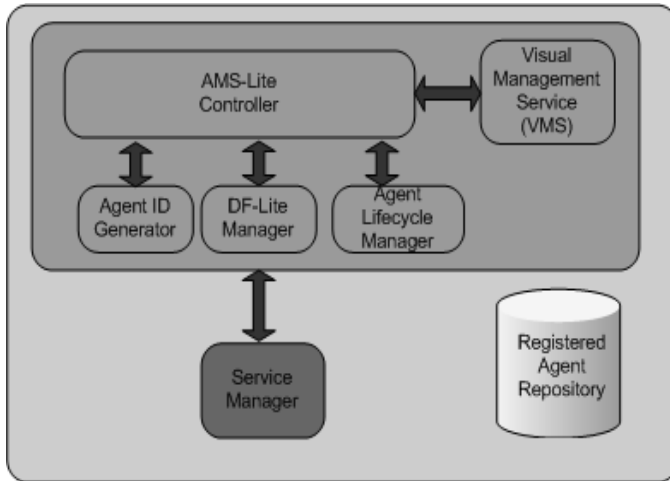 AMS-Lite
Controller
Visual
Management
Service
(VMS)
Agent ID
Generator
DF-Lite
Manager
Agent
Lifecycle
Manager
Service
Manager
Registered
Agent
Repository